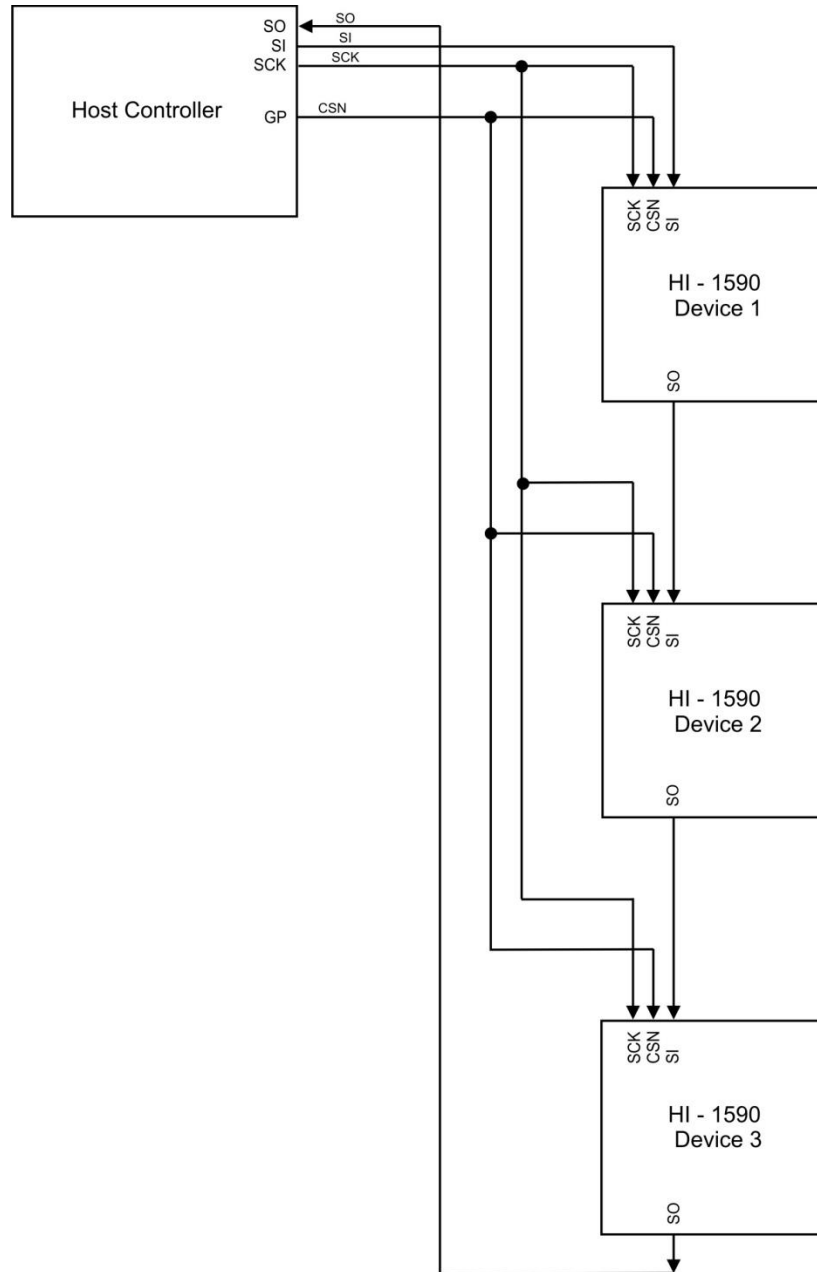 SO
SO
SI
SI
SCK
SCK
Host Controller
GP
CSN
SCK
CSN
SI
HI - 1590
Device 1
SO
SCK
CSN
SI
HI - 1590
Device 2
SO
SCK
CSN
SI
HI - 1590
Device 3
SO